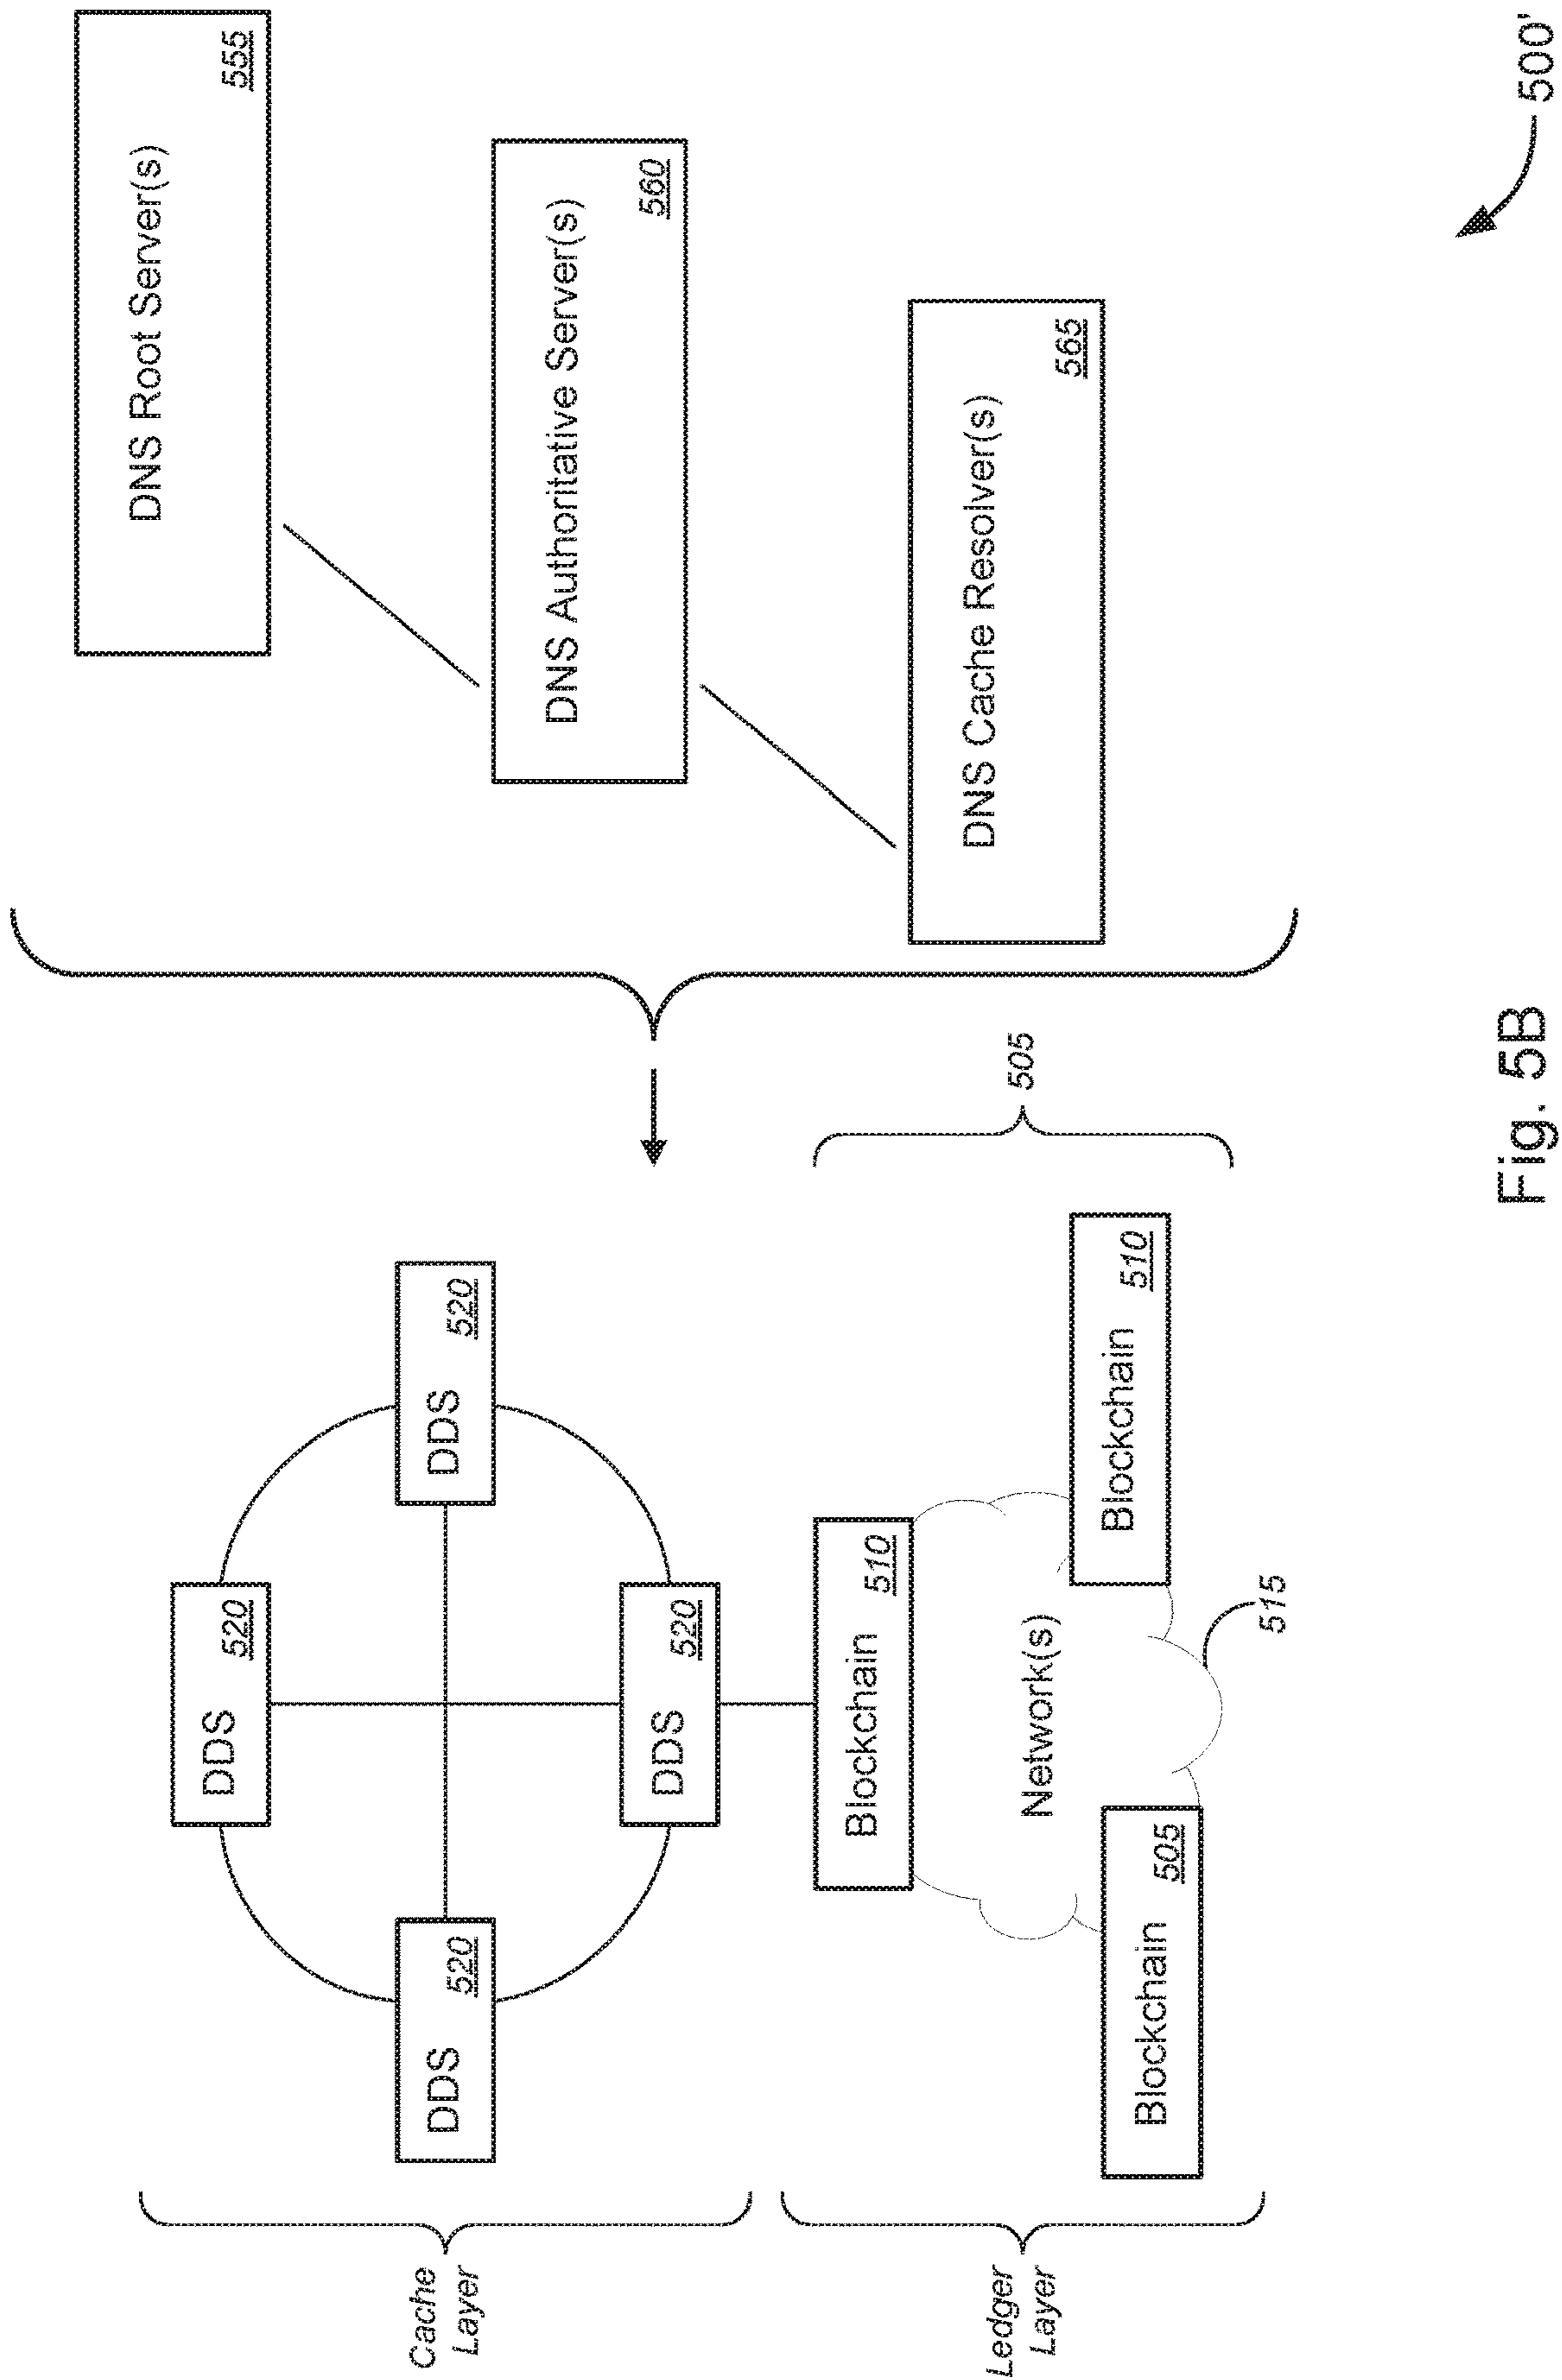 Cache
Layer
DDS
520
DDS
520
DDS
520
DDS
520
Ledger
Layer
Blockchain
510
Network(s)
Blockchain
505
Blockchain
510
515
505
DNS Root Server(s)
555
DNS Authoritative Server(s)
560
DNS Cache Resolver(s)
565
500'
Fig. 5B